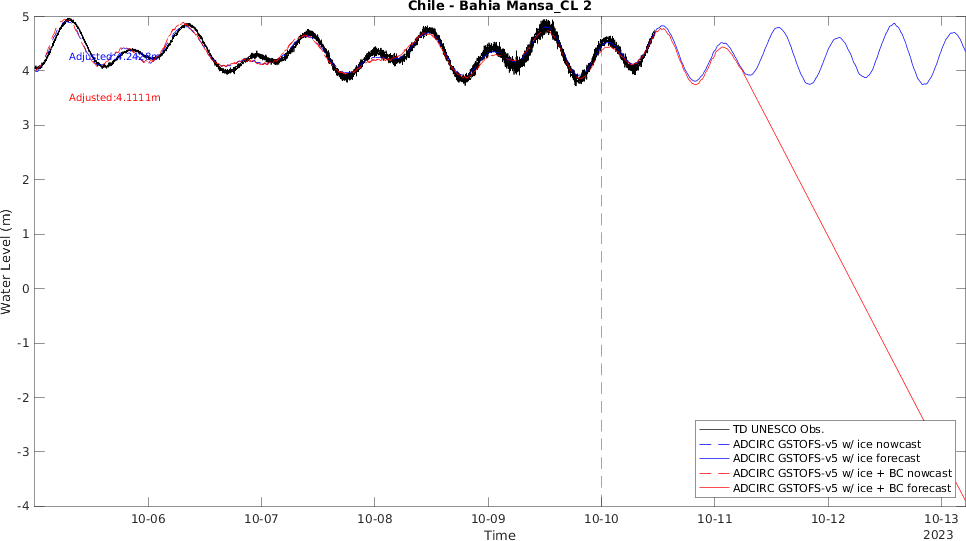 Chile - Bahia Mansa_CL 2
5
4
3
2
1
0
-1
-2
-3
-4
Water Level (m)
Adjusted:4.1111m
TD UNESCO Obs.
ADCIRC GSTOFS-v5 w/ ice nowcast
ADCIRC GSTOFS-v5 w/ ice forecast
ADCIRC GSTOFS-v5 w/ ice + BC nowcast
ADCIRC GSTOFS-v5 w/ ice + BC forecast
10-06 10-07 10-08 10-09 10-10 10-11 10-12 10-13
Time
2023